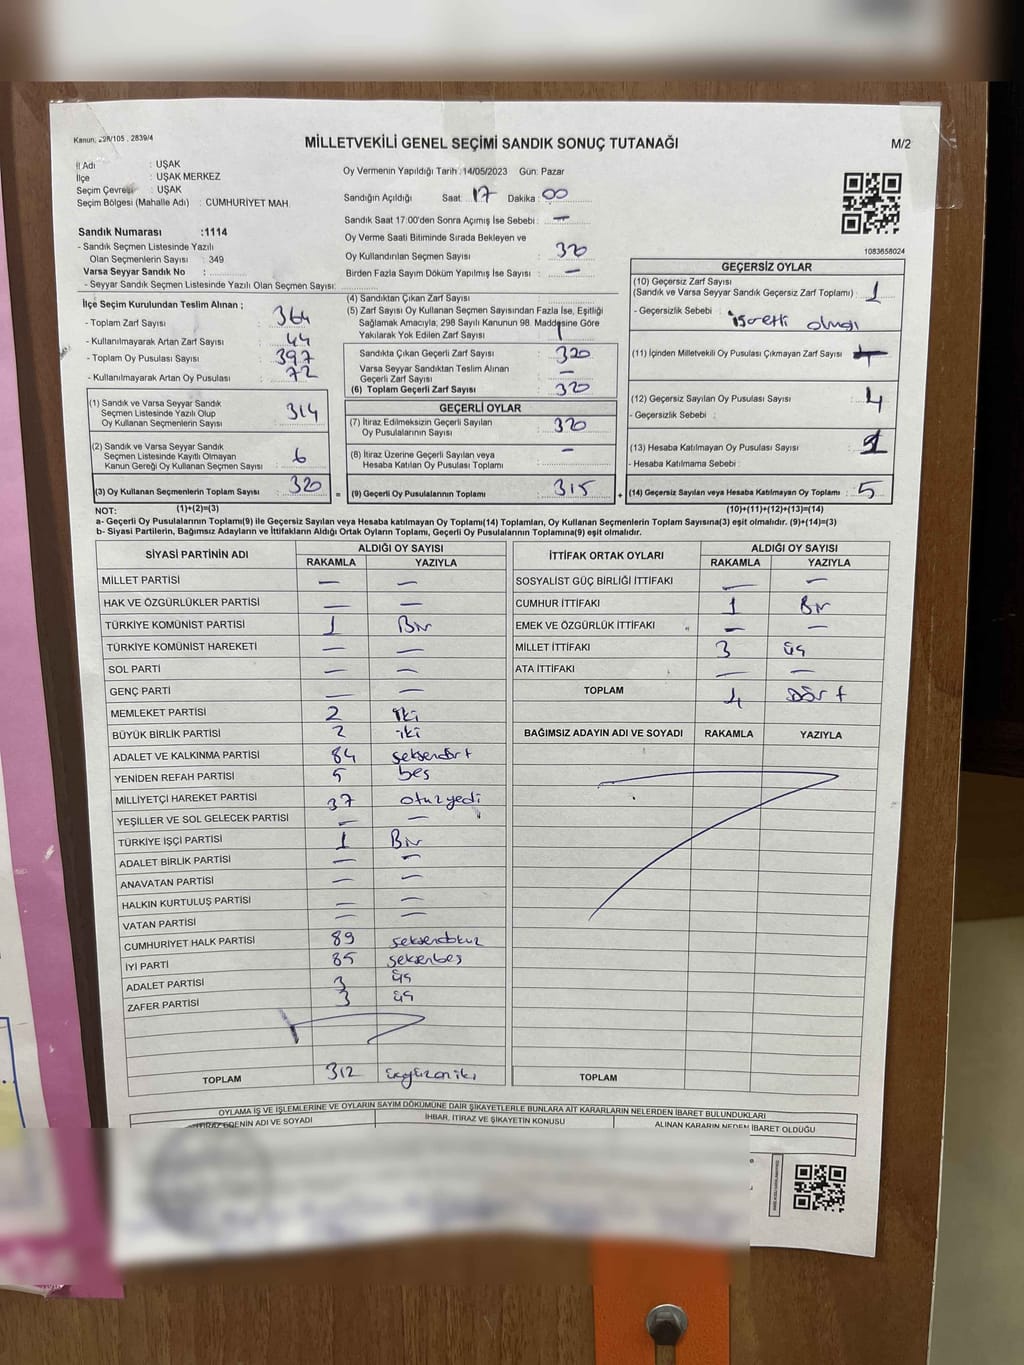 Kanun, 298/105 , 2839/4
MİLLETVEKİLİ GENEL SEÇİMİ SANDIK SONUÇ TUTANAĞI
M/2
İl Adı : UŞAK
İlçe : UŞAK MERKEZ
Seçim Çevresi : UŞAK
Seçim Bölgesi (Mahalle Adı) : CUMHURİYET MAH.
Sandık Numarası :1114
- Sandık Seçmen Listesinde Yazılı
Olan Seçmenlerin Sayısı : 349
Varsa Seyyar Sandık No :
- Seyyar Sandık Seçmen Listesinde Yazılı Olan Seçmen Sayısı:
Oy Vermenin Yapıldığı Tarih :14/05/2023 Gün: Pazar
Sandığın Açıldığı Saat: 17 Dakika : 00
Sandık Saat 17:00'den Sonra Açımış İse Sebebi : —
Oy Verme Saati Bitiminde Sırada Bekleyen ve
Oy Kullandırılan Seçmen Sayısı : 320
Birden Fazla Sayım Döküm Yapılmış İse Sayısı : —
1083658024
İlçe Seçim Kurulundan Teslim Alınan ;
- Toplam Zarf Sayısı : 364
- Kullanılmayarak Artan Zarf Sayısı : 44
- Toplam Oy Pusulası Sayısı : 397
- Kullanılmayarak Artan Oy Pusulası : 72
(1) Sandık ve Varsa Seyyar Sandık
Seçmen Listesinde Yazılı Olup
Oy Kullanan Seçmenlerin Sayısı : 314
(2) Sandık ve Varsa Seyyar Sandık
Seçmen Listesinde Kayıtlı Olmayan
Kanun Gereği Oy Kullanan Seçmen Sayısı : 6
(3) Oy Kullanan Seçmenlerin Toplam Sayısı : 320
(4) Sandıktan Çıkan Zarf Sayısı :
(5) Zarf Sayısı Oy Kullanan Seçmen Sayısından Fazla İse, Eşitliği
Sağlamak Amacıyla; 298 Sayılı Kanunun 98. Maddesine Göre
Yakılarak Yok Edilen Zarf Sayısı :
Sandıkta Çıkan Geçerli Zarf Sayısı : 320
Varsa Seyyar Sandıktan Teslim Alınan
Geçerli Zarf Sayısı : —
(6) Toplam Geçerli Zarf Sayısı : 320
GEÇERLİ OYLAR
(7) İtiraz Edilmeksizin Geçerli Sayılan
Oy Pusulalarının Sayısı : 320
(8) İtiraz Üzerine Geçerli Sayılan veya
Hesaba Katılan Oy Pusulası Toplamı : —
= (9) Geçerli Oy Pusulalarının Toplamı : 315 +
GEÇERSİZ OYLAR
(10) Geçersiz Zarf Sayısı
(Sandık ve Varsa Seyyar Sandık Geçersiz Zarf Toplamı) : 1
- Geçersizlik Sebebi : işaretli olması
(11) İçinden Milletvekili Oy Pusulası Çıkmayan Zarf Sayısı :
(12) Geçersiz Sayılan Oy Pusulası Sayısı : 4
- Geçersizlik Sebebi :
(13) Hesaba Katılmayan Oy Pusulası Sayısı :
- Hesaba Katılmama Sebebi :
(14) Geçersiz Sayılan veya Hesaba Katılmayan Oy Toplamı : 5
NOT: (1)+(2)=(3) (10)+(11)+(12)+(13)=(14)
a- Geçerli Oy Pusulalarının Toplamı(9) ile Geçersiz Sayılan veya Hesaba katılmayan Oy Toplamı(14) Toplamları, Oy Kullanan Seçmenlerin Toplam Sayısına(3) eşit olmalıdır. (9)+(14)=(3)
b- Siyasi Partilerin, Bağımsız Adayların ve İttifakların Aldığı Ortak Oyların Toplamı, Geçerli Oy Pusulalarının Toplamına(9) eşit olmalıdır.
SİYASİ PARTİNİN ADI ALDIĞI OY SAYISI
RAKAMLA YAZIYLA
MİLLET PARTİSİ — —
HAK VE ÖZGÜRLÜKLER PARTİSİ — —
TÜRKİYE KOMÜNİST PARTİSİ 1 Bir
TÜRKİYE KOMÜNİST HAREKETİ — —
SOL PARTİ — —
GENÇ PARTİ — —
MEMLEKET PARTİSİ 2 iki
BÜYÜK BİRLİK PARTİSİ 2 iki
ADALET VE KALKINMA PARTİSİ 84 seksendört
YENİDEN REFAH PARTİSİ 5 beş
MİLLİYETÇİ HAREKET PARTİSİ 37 otuzyedi
YEŞİLLER VE SOL GELECEK PARTİSİ — —
TÜRKİYE İŞÇİ PARTİSİ 1 Bir
ADALET BİRLİK PARTİSİ — —
ANAVATAN PARTİSİ — —
HALKIN KURTULUŞ PARTİSİ — —
VATAN PARTİSİ — —
CUMHURİYET HALK PARTİSİ 89 seksendokuz
İYİ PARTİ 85 seksenbeş
ADALET PARTİSİ 3 üç
ZAFER PARTİSİ 3 üç
TOPLAM 312 üçyüzoniki
İTTİFAK ORTAK OYLARI ALDIĞI OY SAYISI
RAKAMLA YAZIYLA
SOSYALİST GÜÇ BİRLİĞİ İTTİFAKI — —
CUMHUR İTTİFAKI 1 Bir
EMEK VE ÖZGÜRLÜK İTTİFAKI — —
MİLLET İTTİFAKI 3 üç
ATA İTTİFAKI — —
TOPLAM 4 Dört
BAĞIMSIZ ADAYIN ADI VE SOYADI RAKAMLA YAZIYLA
TOPLAM
OYLAMA İŞ VE İŞLEMLERİNE VE OYLARIN SAYIM DÖKÜMÜNE DAİR ŞİKAYETLERLE BUNLARA AİT KARARLARIN NELERDEN İBARET BULUNDUKLARI
İTİRAZ EDENİN ADI VE SOYADI
İHBAR, İTİRAZ VE ŞİKAYETİN KONUSU
ALINAN KARARIN NEDEN İBARET OLDUĞU